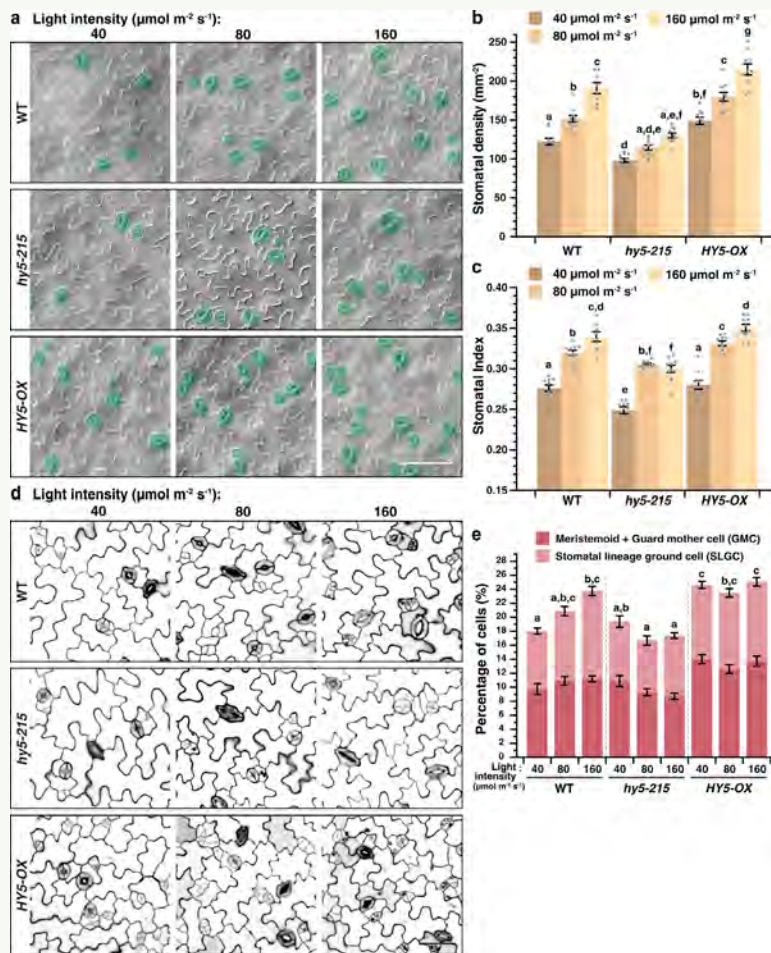 a Light intensity (µmol m⁻² s⁻¹):
40 80 160
WT
hy5-215
HY5-OX
b
40 µmol m⁻² s⁻¹ 160 µmol m⁻² s⁻¹
80 µmol m⁻² s⁻¹
Stomatal density (mm⁻²)
250
200
150
100
50
0
a b c d a,d,e a,e,f b,f c g
WT hy5-215 HY5-OX
c
40 µmol m⁻² s⁻¹ 160 µmol m⁻² s⁻¹
80 µmol m⁻² s⁻¹
Stomatal Index
0.40
0.35
0.30
0.25
0.20
0.15
a b c,d e b,f f a c d
WT hy5-215 HY5-OX
d Light intensity (µmol m⁻² s⁻¹):
40 80 160
WT
hy5-215
HY5-OX
e
Meristemoid + Guard mother cell (GMC)
Stomatal lineage ground cell (SLGC)
Percentage of cells (%)
28
26
24
22
20
18
16
14
12
10
8
6
4
2
0
a a,b,c b,c a,b a a c b,c c
Light : 40 80 160 40 80 160 40 80 160
intensity
(µmol m⁻² s⁻¹)
WT hy5-215 HY5-OX